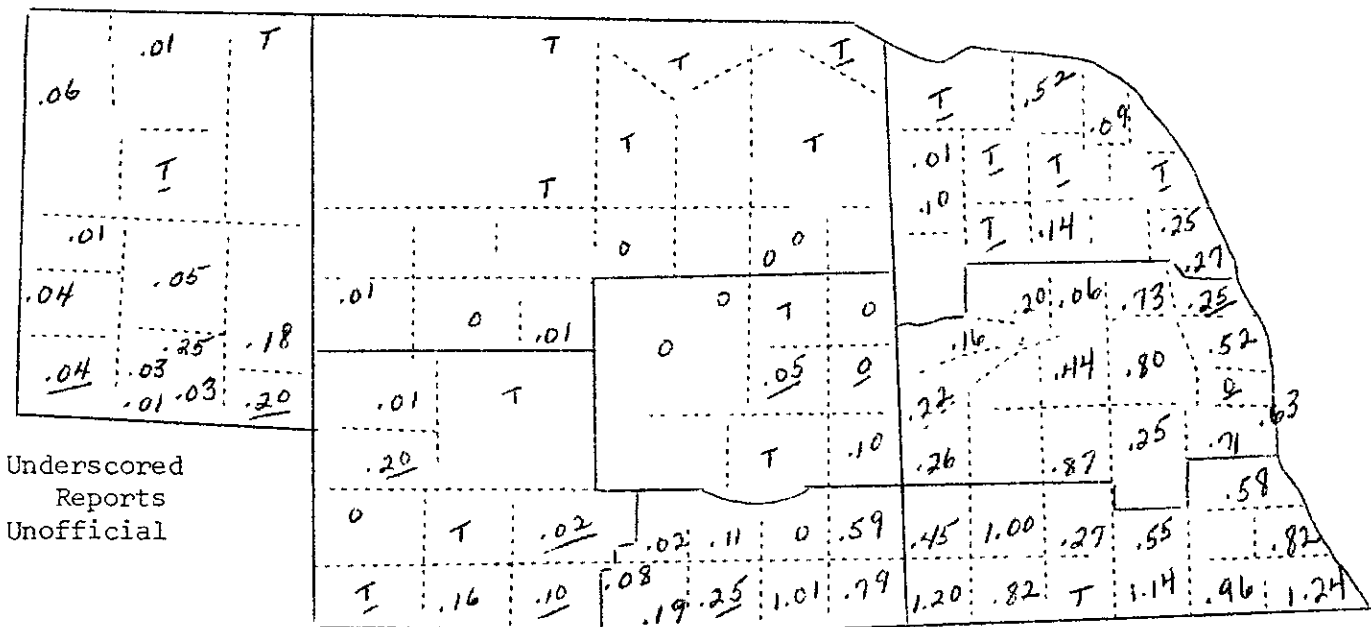 .01 T T T T .52
.06 T .09
T T T .01 T T T
T .10
.01 0 0 0 T .14 .25
.27
.04 .05 .01 0 T 0 .20 .06 .73 .25
0 .01 0 .16
.25 .18 .52
.04 .03 .05 0 .44 .80 0
.01 .03 .20 .01 T .22 .63
.20 T .10 .26 .87 .25 .71
Underscored
Reports
Unofficial
.58
0 T .02 .02 .11 0 .59 .45 1.00 .27 .55 .82
T .16 .10 .08 .19 .25 1.01 .79 1.20 .82 T 1.14 .96 1.24